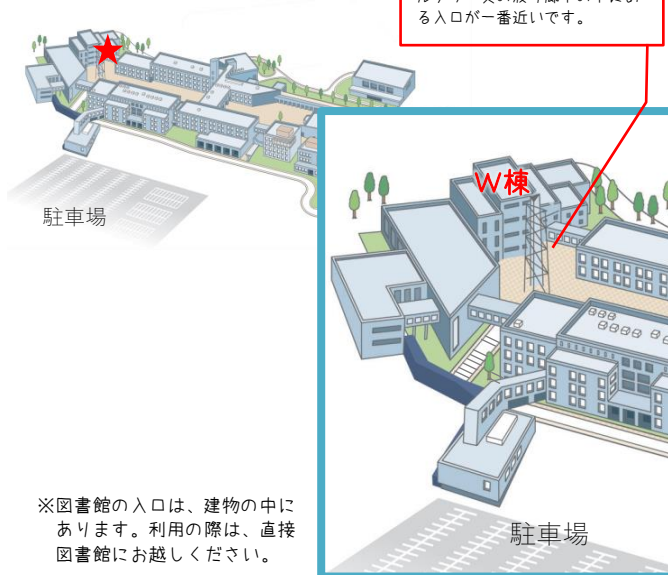 る入口が一番近いです。
W棟
駐車場
駐車場
※図書館の入口は、建物の中に
あります。利用の際は、直接
図書館にお越しください。